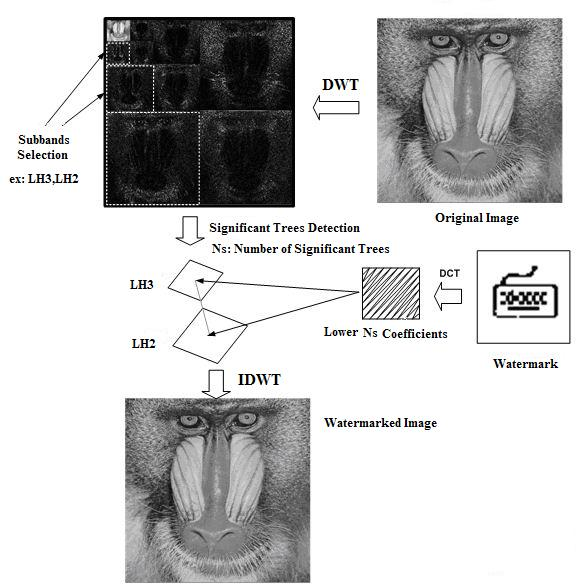 DWT
Subbands
Selection
ex: LH3,LH2
Original Image
Significant Trees Detection
Ns: Number of Significant Trees
LH3
DCT
LH2
Lower Ns Coefficients
Watermark
IDWT
Watermarked Image